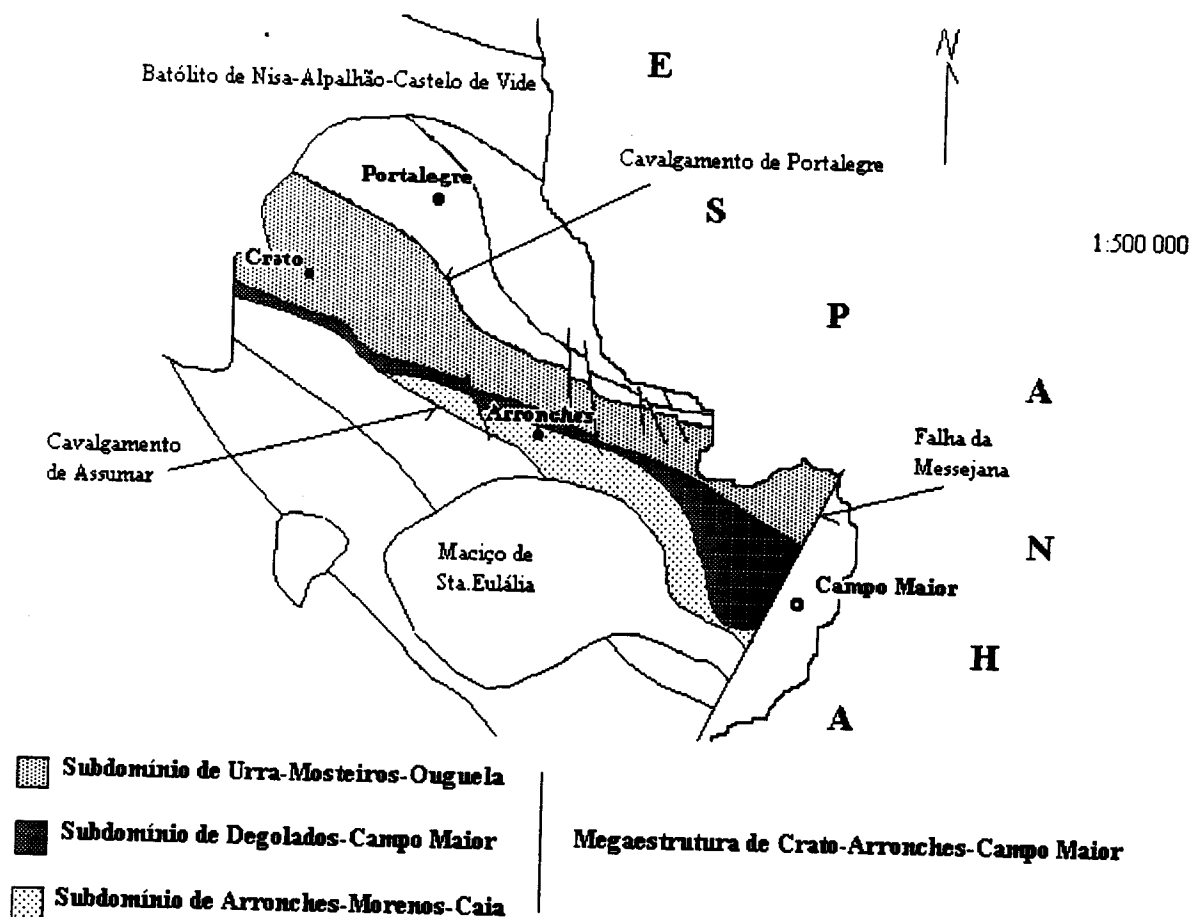 E
Batólito de Nisa-Alpalhão-Castelo de Vide
N
Cavalgamento de Portalegre
Portalegre
S
1:500 000
Crato
P
A
Arronches
Cavalgamento
de Assumar
Falha da
Messejana
Maciço de
Sta.Eulália
N
Campo Maior
H
A
Subdomínio de Urra-Mosteiros-Ouguela
Subdomínio de Degolados-Campo Maior
Megaestrutura de Crato-Arronches-Campo Maior
Subdomínio de Arronches-Morenos-Caia